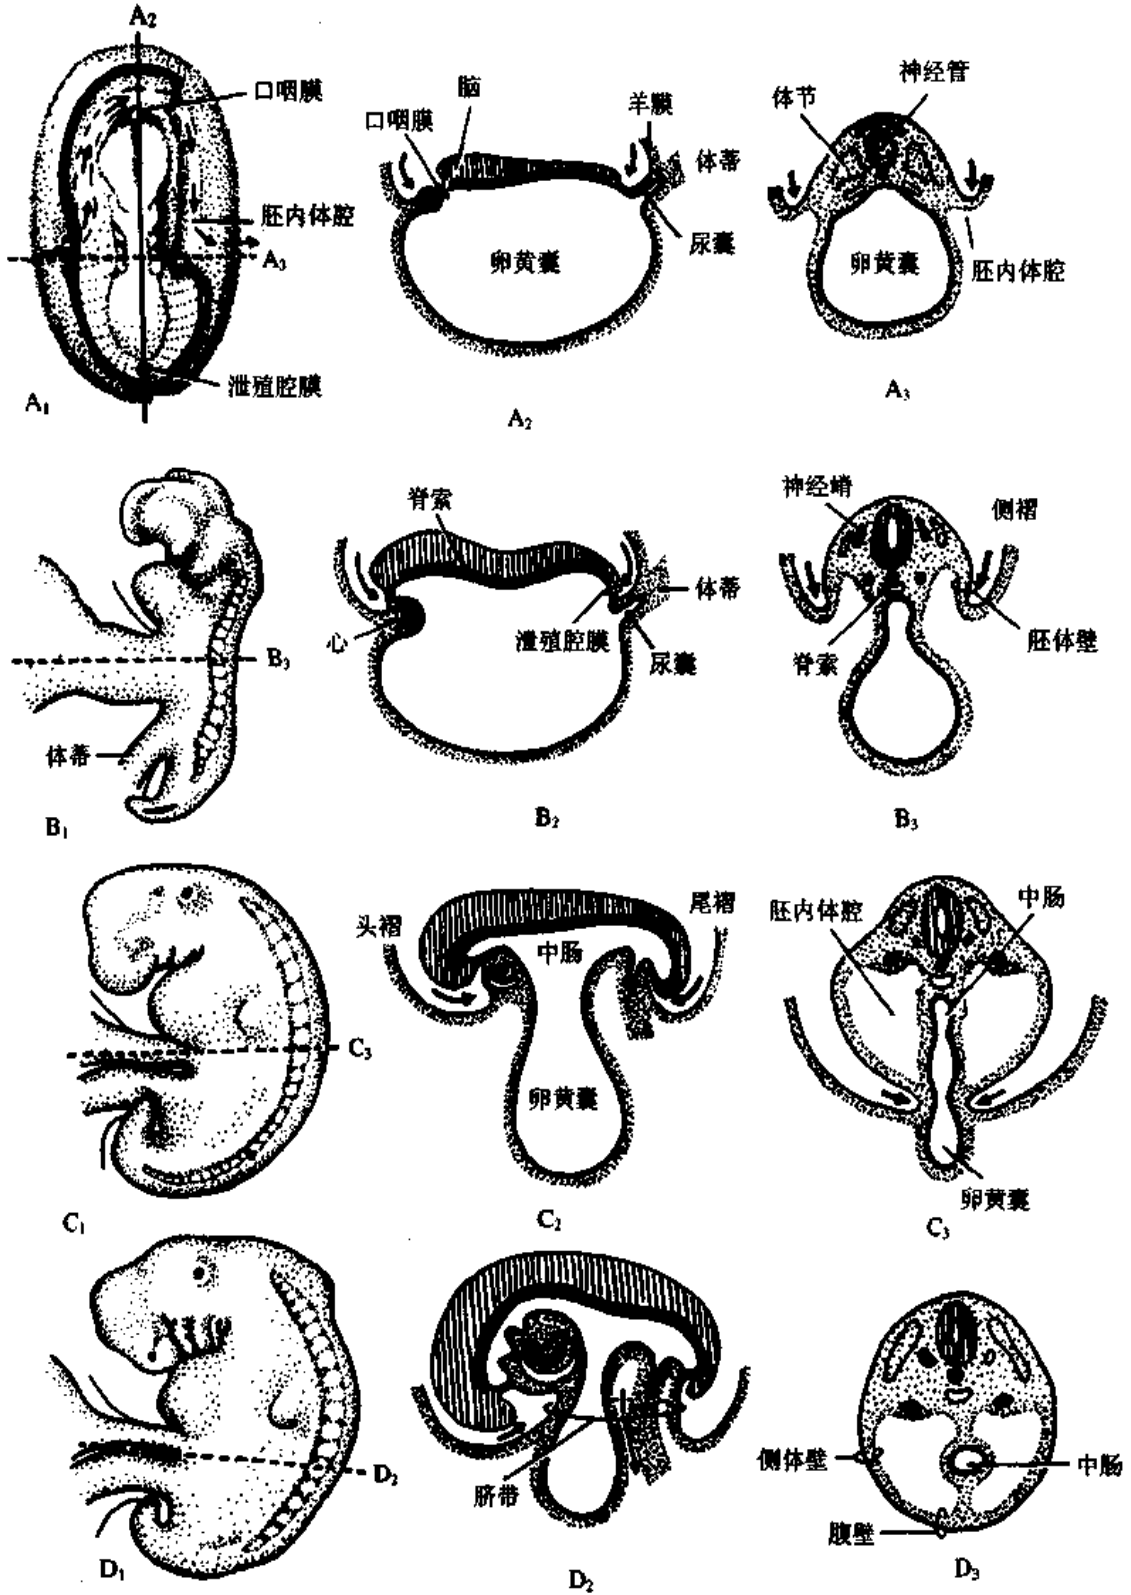 A₂
口咽膜
胚内体腔
A₃
泄殖腔膜
A₁
脑
口咽膜
羊膜
体蒂
尿囊
卵黄囊
A₂
神经管
体节
卵黄囊
胚内体腔
A₃
B₃
体蒂
B₁
脊索
体蒂
心
泄殖腔膜
尿囊
B₂
神经嵴
侧褶
脊索
胚体壁
B₃
C₃
C₁
头褶
尾褶
中肠
卵黄囊
C₂
胚内体腔
中肠
卵黄囊
C₃
D₂
D₁
脐带
D₂
侧体壁
中肠
腹壁
D₃